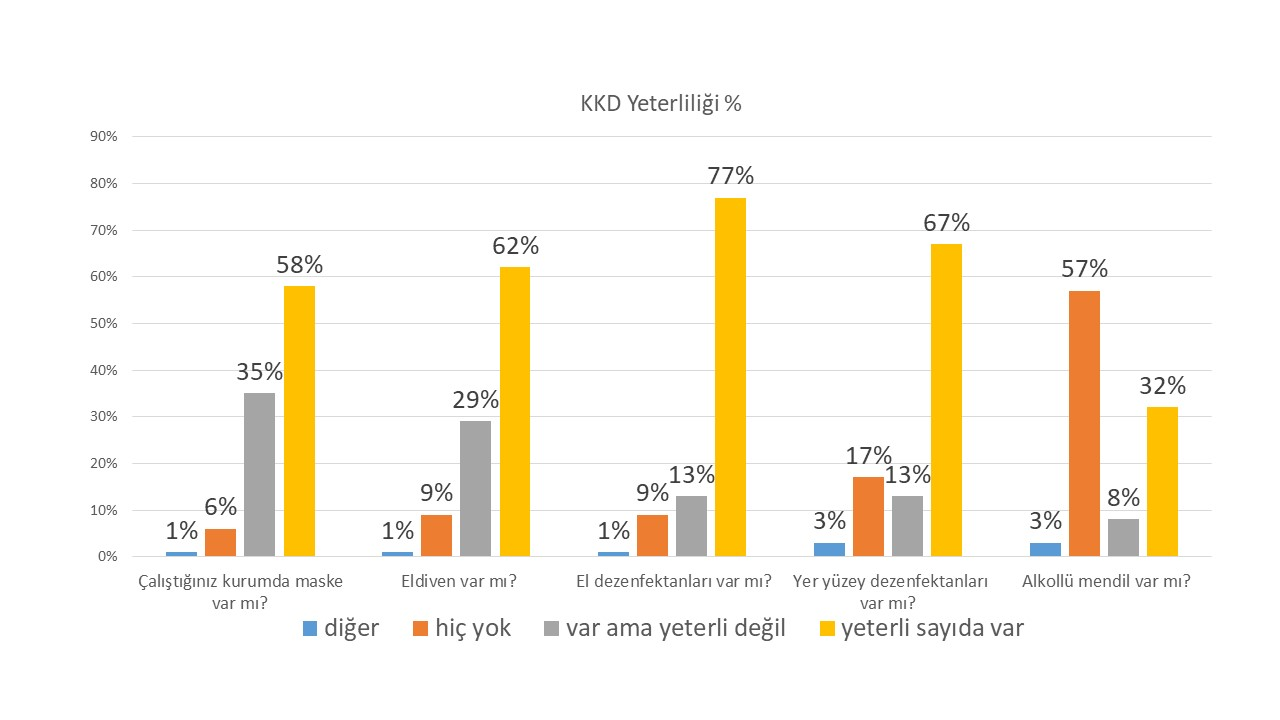 KKD Yeterliliği %
90%
80%
70%
60%
50%
40%
30%
20%
10%
0%
1%
6%
35%
58%
1%
9%
29%
62%
1%
9%
13%
77%
3%
17%
13%
67%
3%
57%
8%
32%
Çalıştığınız kurumda maske
var mı?
Eldiven var mı?
El dezenfektanları var mı?
Yer yüzey dezenfektanları
var mı?
Alkollü mendil var mı?
diğer
hiç yok
var ama yeterli değil
yeterli sayıda var